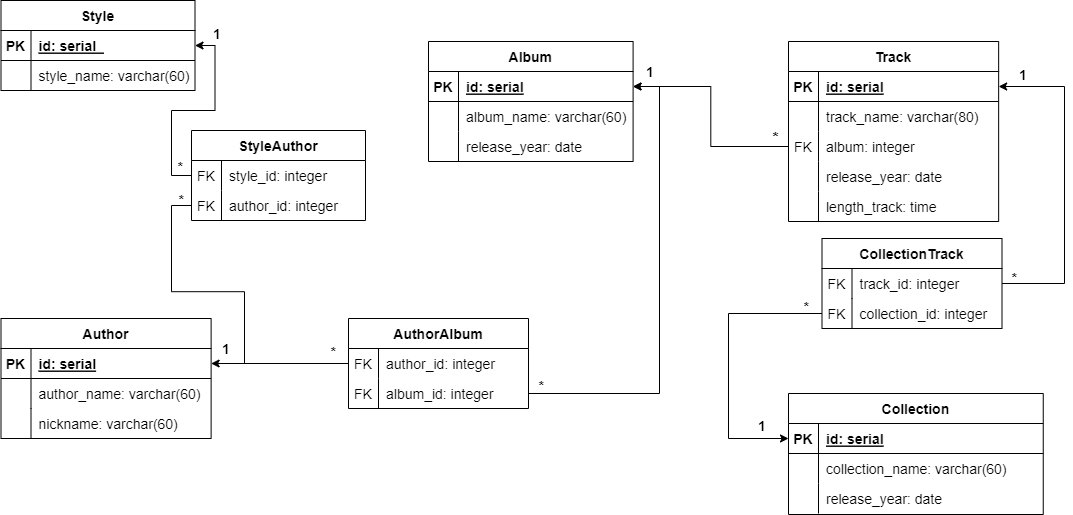 Style
PK id: serial
style_name: varchar(60)
1
*
StyleAuthor
FK style_id: integer
FK author_id: integer
*
Author
PK id: serial
author_name: varchar(60)
nickname: varchar(60)
1
*
AuthorAlbum
FK author_id: integer
FK album_id: integer
*
Album
PK id: serial
album_name: varchar(60)
release_year: date
1
*
Track
PK id: serial
track_name: varchar(80)
FK album: integer
release_year: date
length_track: time
1
*
CollectionTrack
FK track_id: integer
FK collection_id: integer
*
1
Collection
PK id: serial
collection_name: varchar(60)
release_year: date